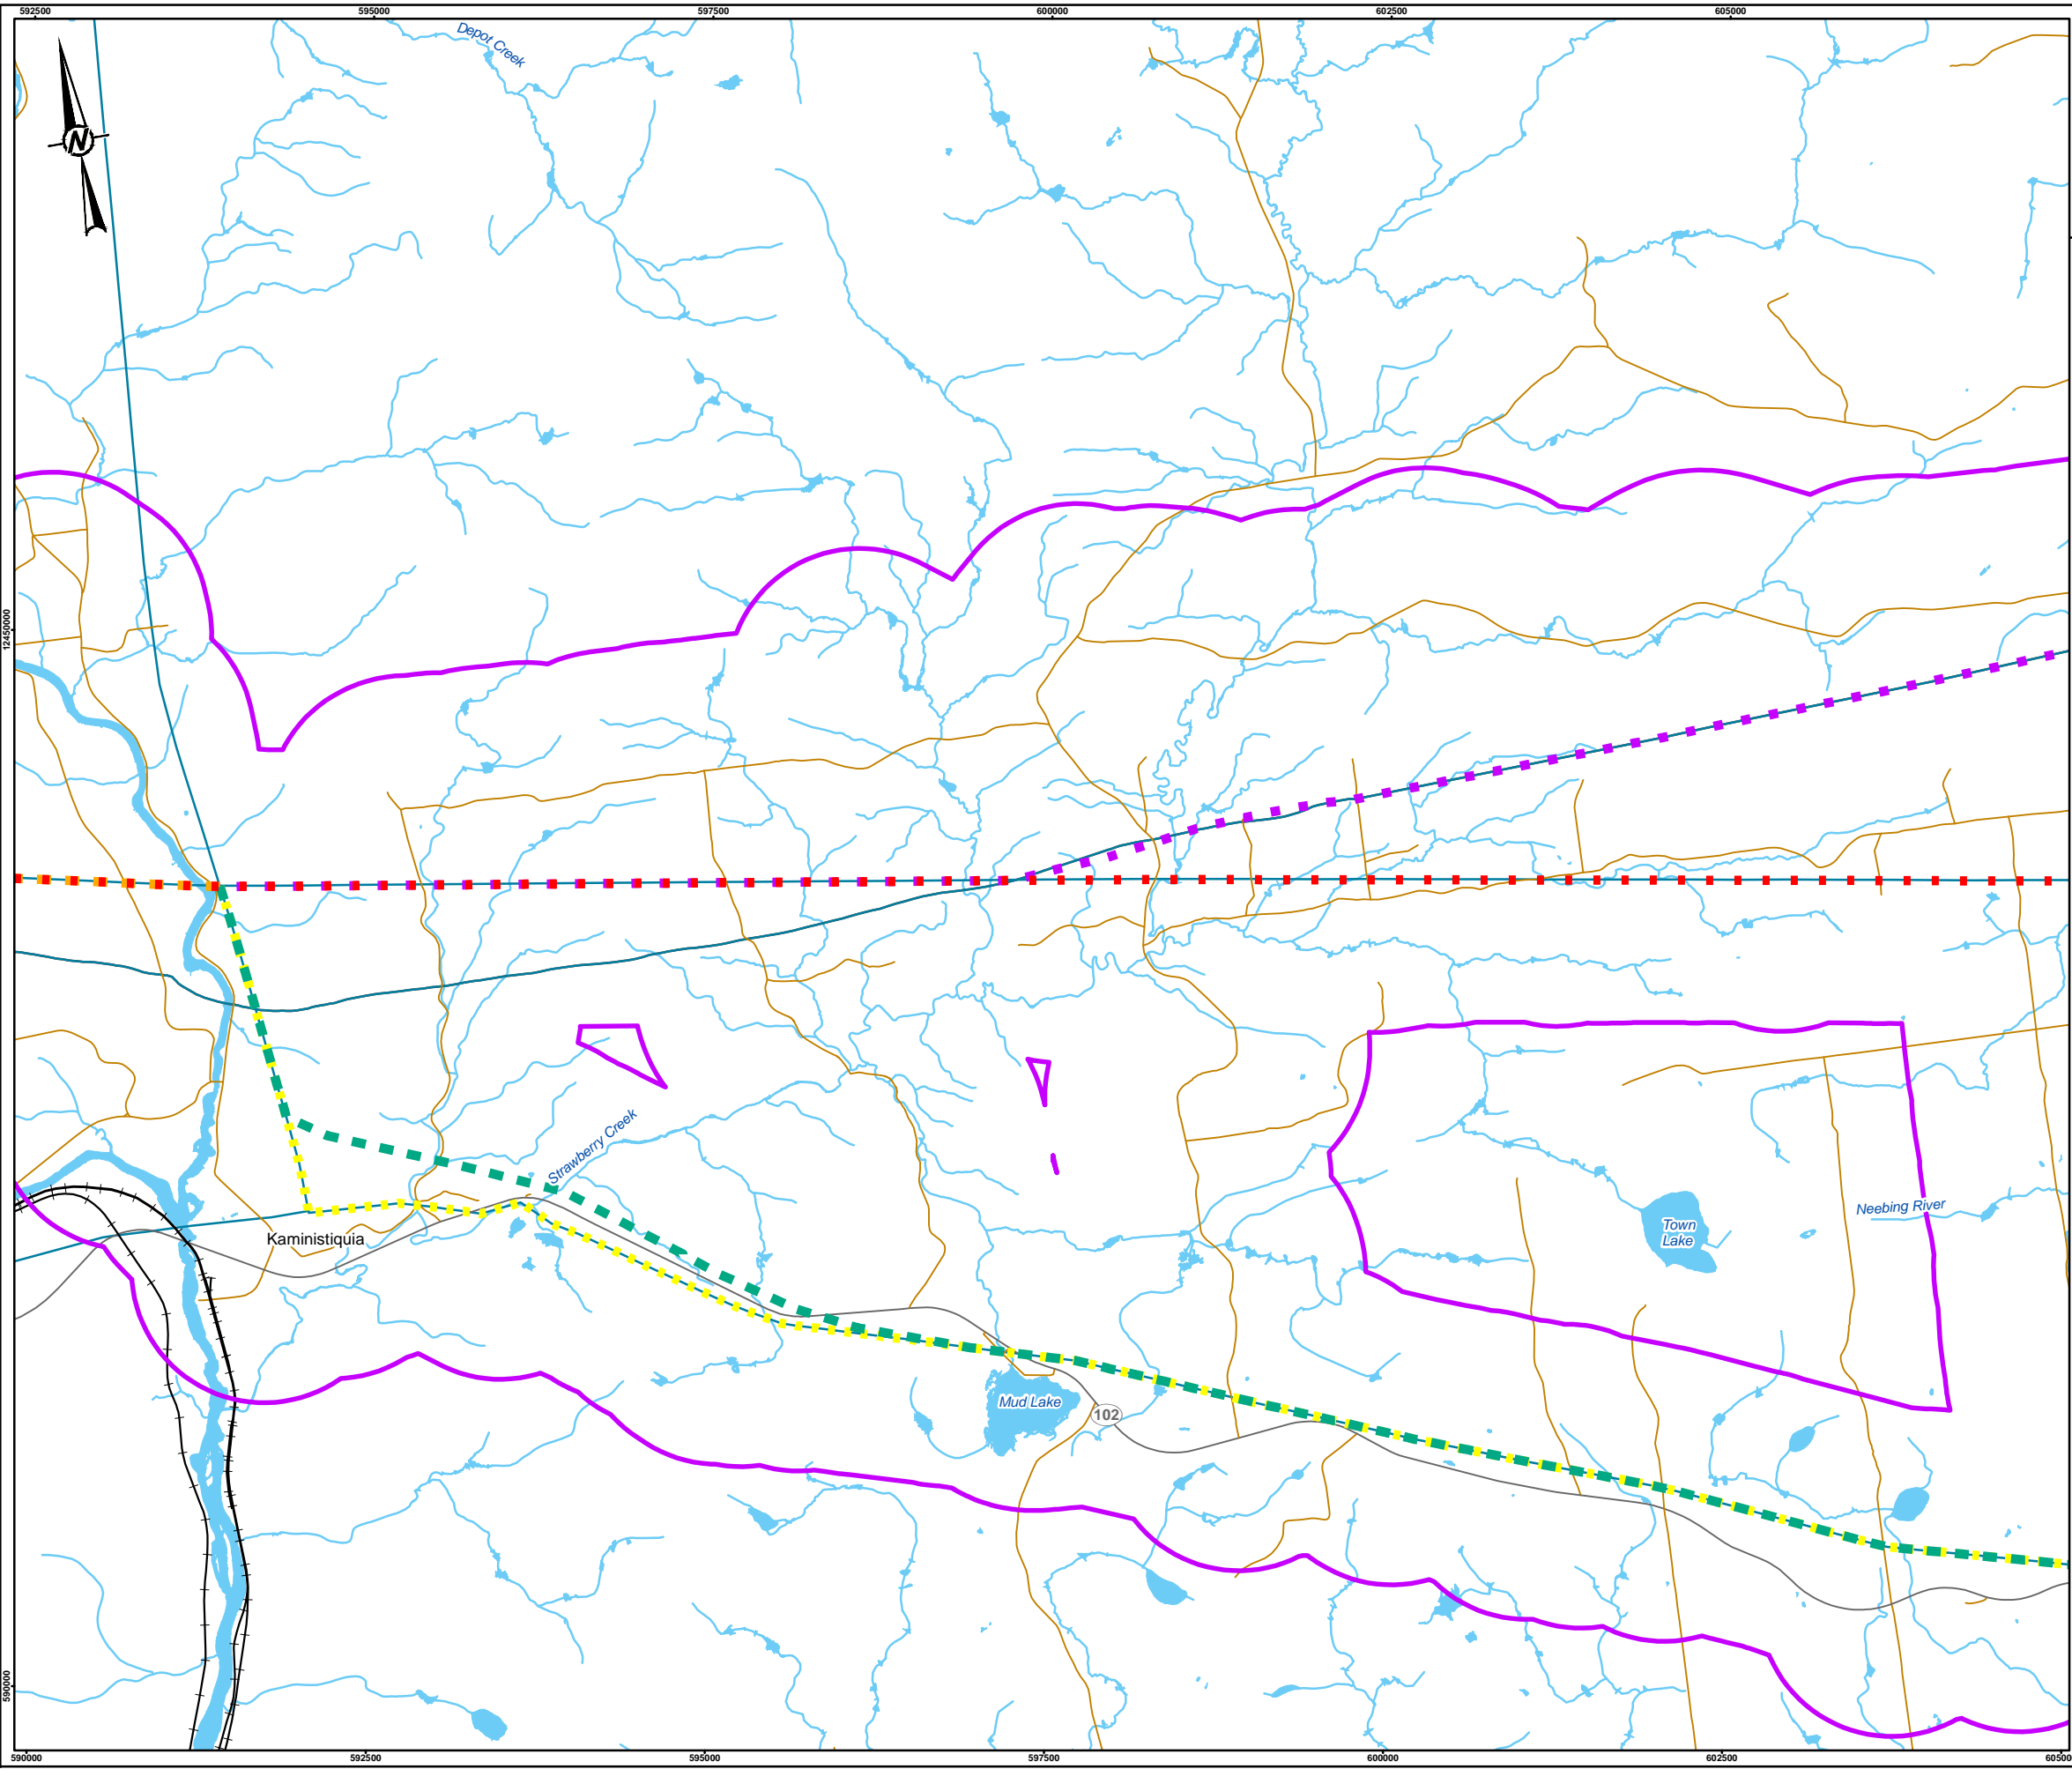 592500 595000 597500 600000 602500 605000
Depot Creek
N
12450000
Strawberry Creek
Neebing River
Town
Lake
Kaministiquia
Mud Lake
102
590000
590000 592500 595000 597500 600000 602500 60500